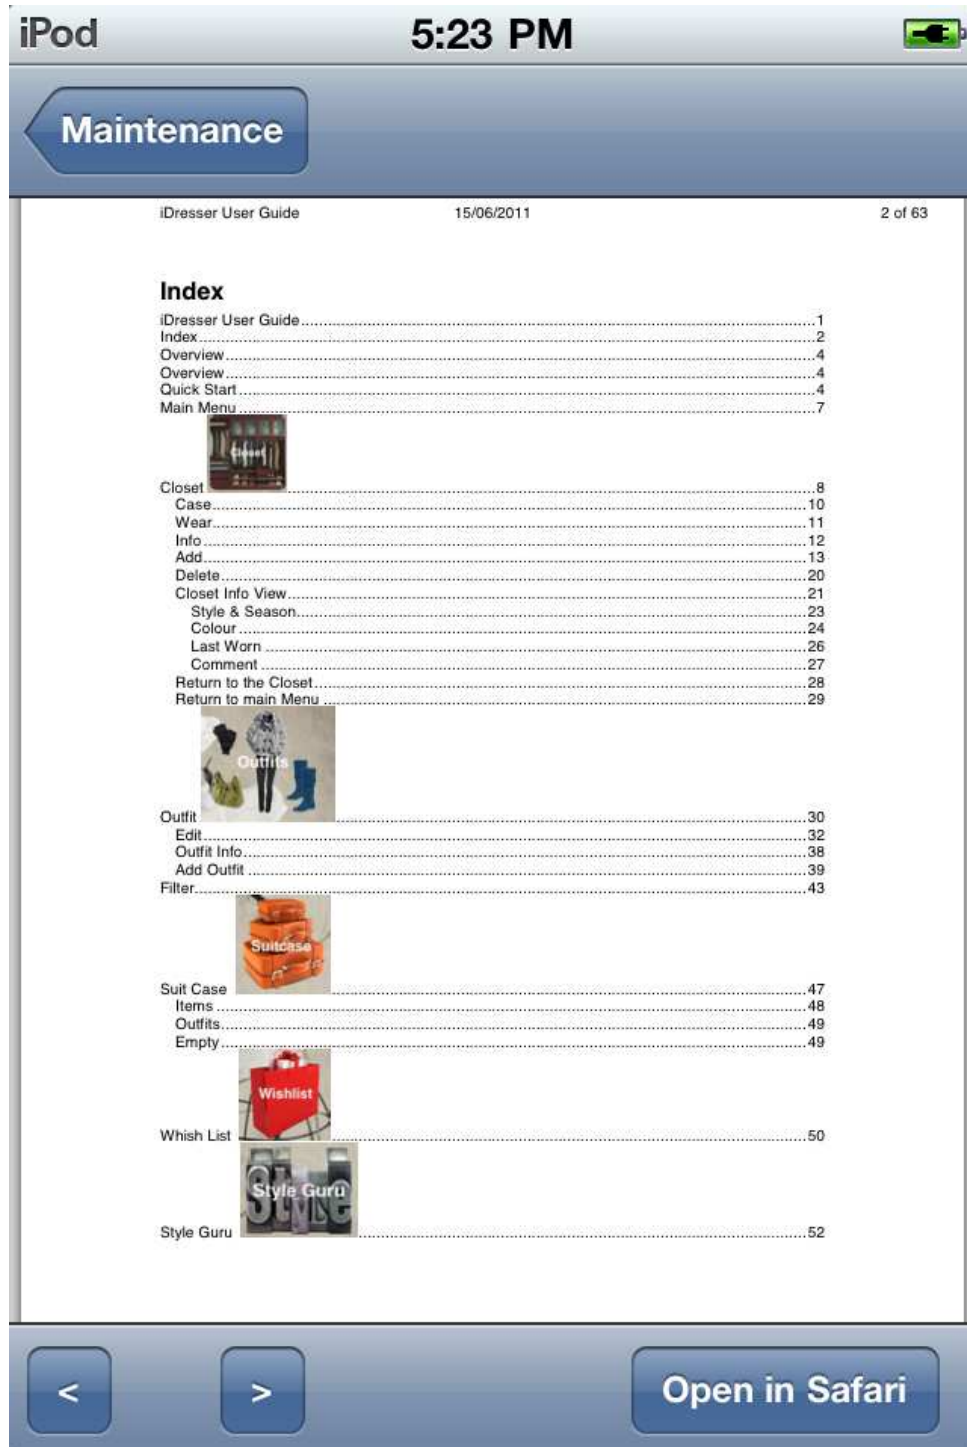 iPod 5:23 PM
Maintenance
iDresser User Guide 15/06/2011 2 of 63
Index
iDresser User Guide........1
Index........2
Overview........4
Overview........4
Quick Start........4
Main Menu........7
Closet
Closet........8
Case........10
Wear........11
Info........12
Add........13
Delete........20
Closet Info View........21
Style & Season........23
Colour........24
Last Worn........26
Comment........27
Return to the Closet........28
Return to main Menu........29
Outfits
Outfit........30
Edit........32
Outfit Info........38
Add Outfit........39
Filter........43
Suitcase
Suit Case........47
Items........48
Outfits........49
Empty........49
Wishlist
Whish List........50
Style
Style Guru
Style Guru........52
< > Open in Safari